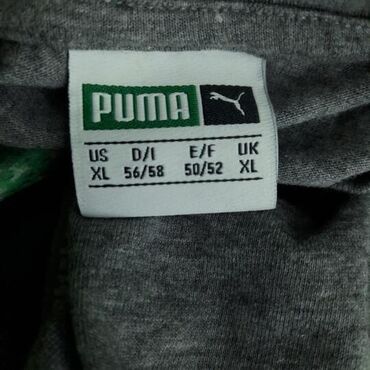 PUMA
US D/I E/F UK
XL 56/58 50/52 XL